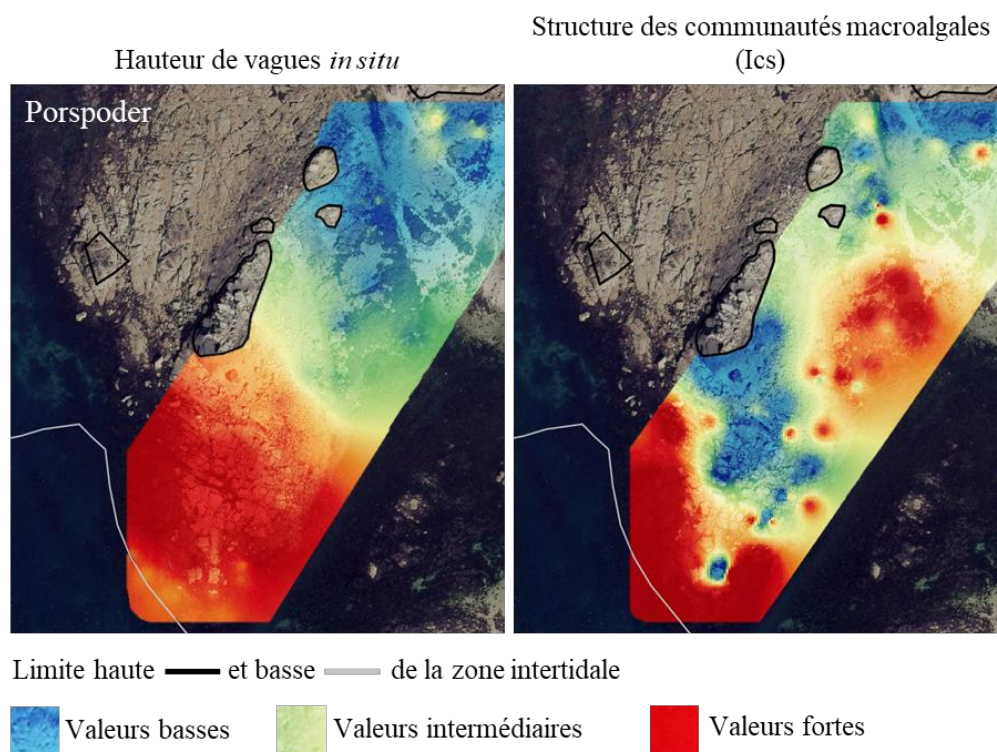 Structure des communautés macroalgales
(Ics)
Hauteur de vagues in situ
Porspoder
Limite haute et basse de la zone intertidale
Valeurs basses Valeurs intermédiaires Valeurs fortes